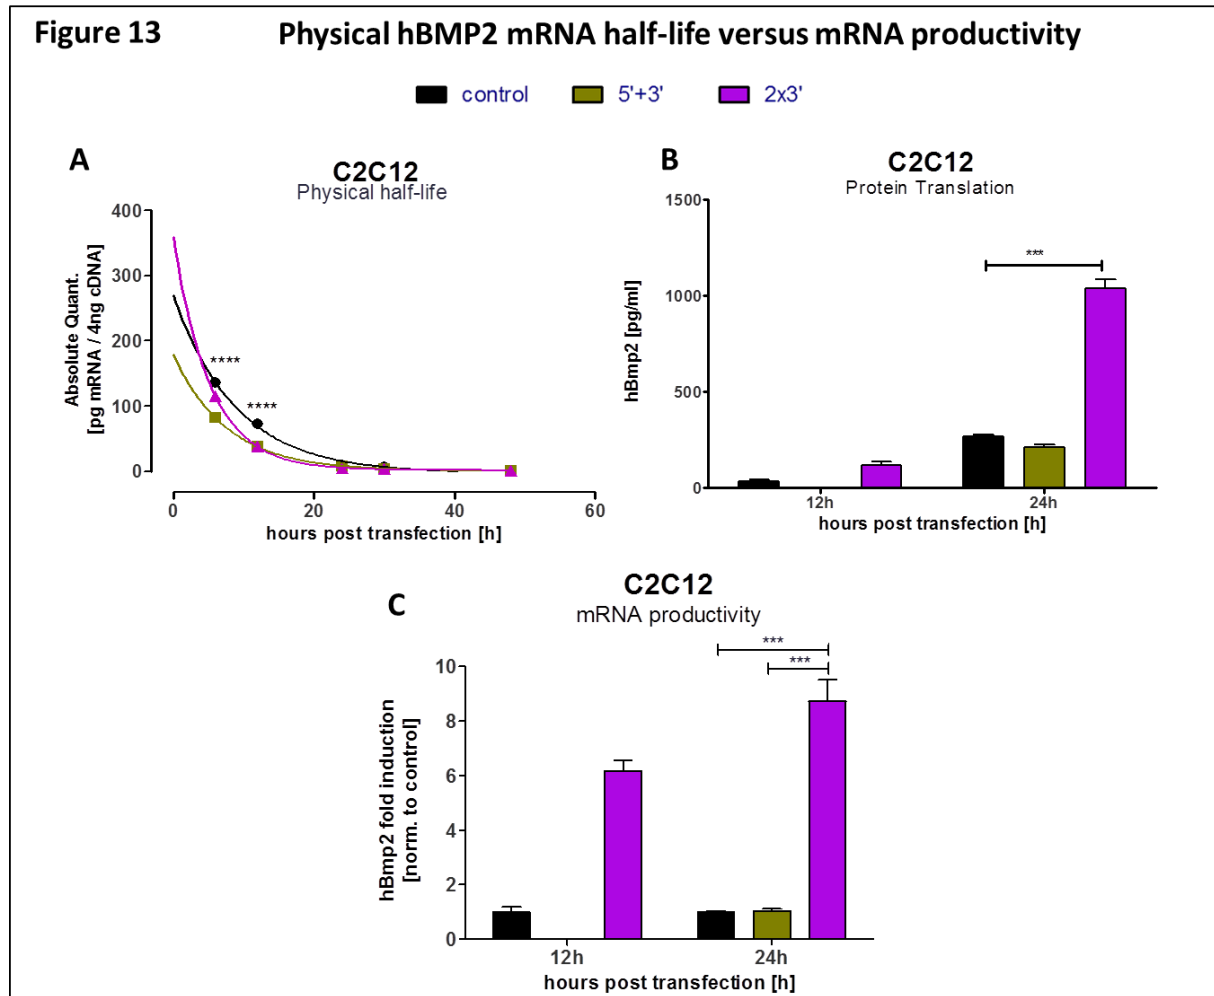 Figure 13
Physical hBMP2 mRNA half-life versus mRNA productivity
control
5'+3'
2x3'
A
C2C12
Physical half-life
Absolute Quant.
[pg mRNA / 4ng cDNA]
400
300
200
100
0
****
****
0
20
40
60
hours post transfection [h]
B
C2C12
Protein Translation
hBmp2 [pg/ml]
1500
1000
500
0
***
12h
24h
hours post transfection [h]
C
C2C12
mRNA productivity
hBmp2 fold induction
[norm. to control]
10
8
6
4
2
0
***
***
12h
24h
hours post transfection [h]